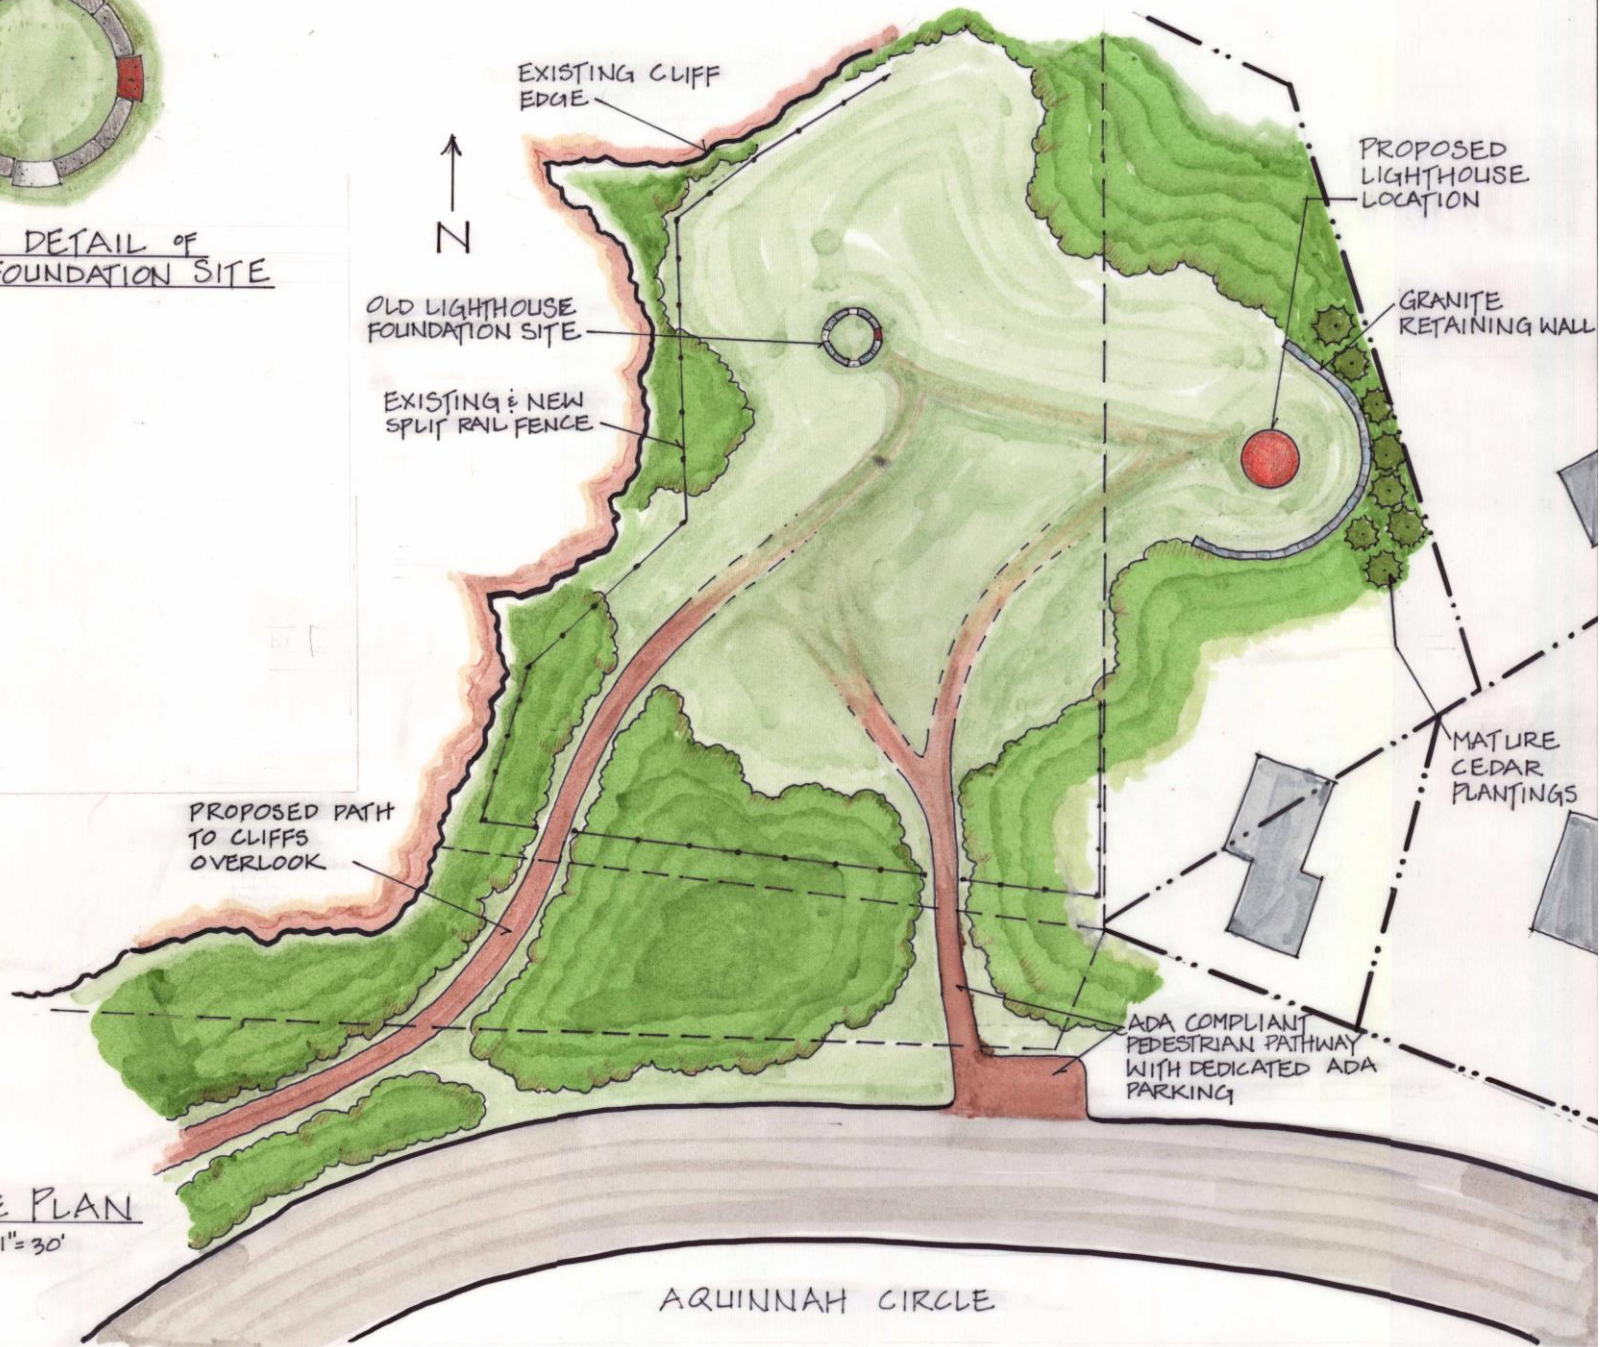 DETAIL OF
FOUNDATION SITE
EXISTING CLIFF
EDGE
N
OLD LIGHTHOUSE
FOUNDATION SITE
EXISTING & NEW
SPLIT RAIL FENCE
PROPOSED
LIGHTHOUSE
LOCATION
GRANITE
RETAINING WALL
MATURE
CEDAR
PLANTINGS
PROPOSED PATH
TO CLIFFS
OVERLOOK
ADA COMPLIANT
PEDESTRIAN PATHWAY
WITH DEDICATED ADA
PARKING
E PLAN
1"=30'
AQUINNAH CIRCLE